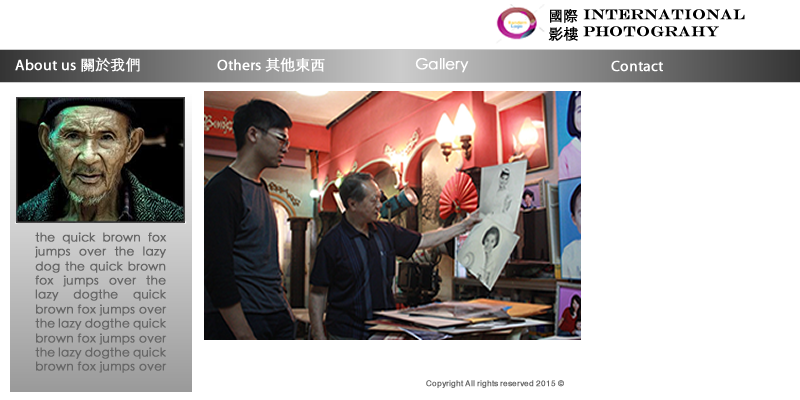 國際 INTERNATIONAL
影樓 PHOTOGRAHY
About us 關於我們
Others 其他東西
Gallery
Contact
the quick brown fox
jumps over the lazy
dog the quick brown
fox jumps over the
lazy dogthe quick
brown fox jumps over
the lazy dogthe quick
brown fox jumps over
the lazy dogthe quick
brown fox jumps over
Copyright All rights reserved 2015 ©